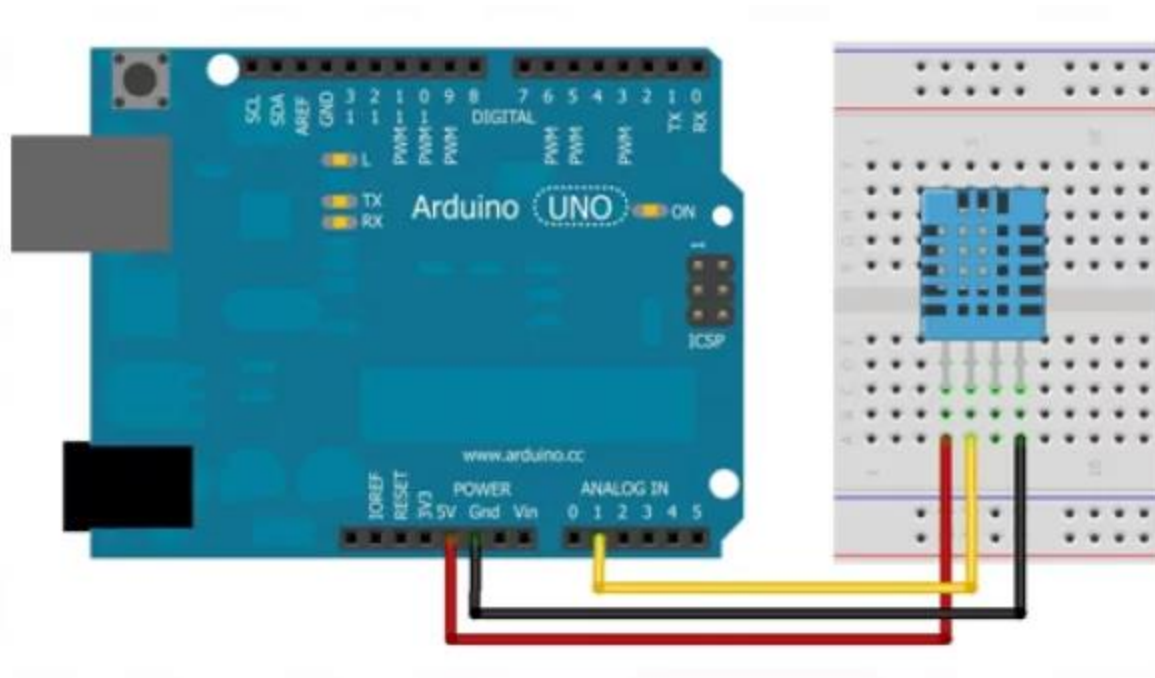 SCL
SDA
AREF
GND
13
12
PWM 11
PWM 10
PWM 9
8
7
PWM 6
PWM 5
4
PWM 3
2
TX 1
RX 0
DIGITAL
L
TX
RX
Arduino UNO
ON
1
ICSP
www.arduino.cc
POWER
ANALOG IN
IOREF
RESET
3V3
5V Gnd Vin
0 1 2 3 4 5